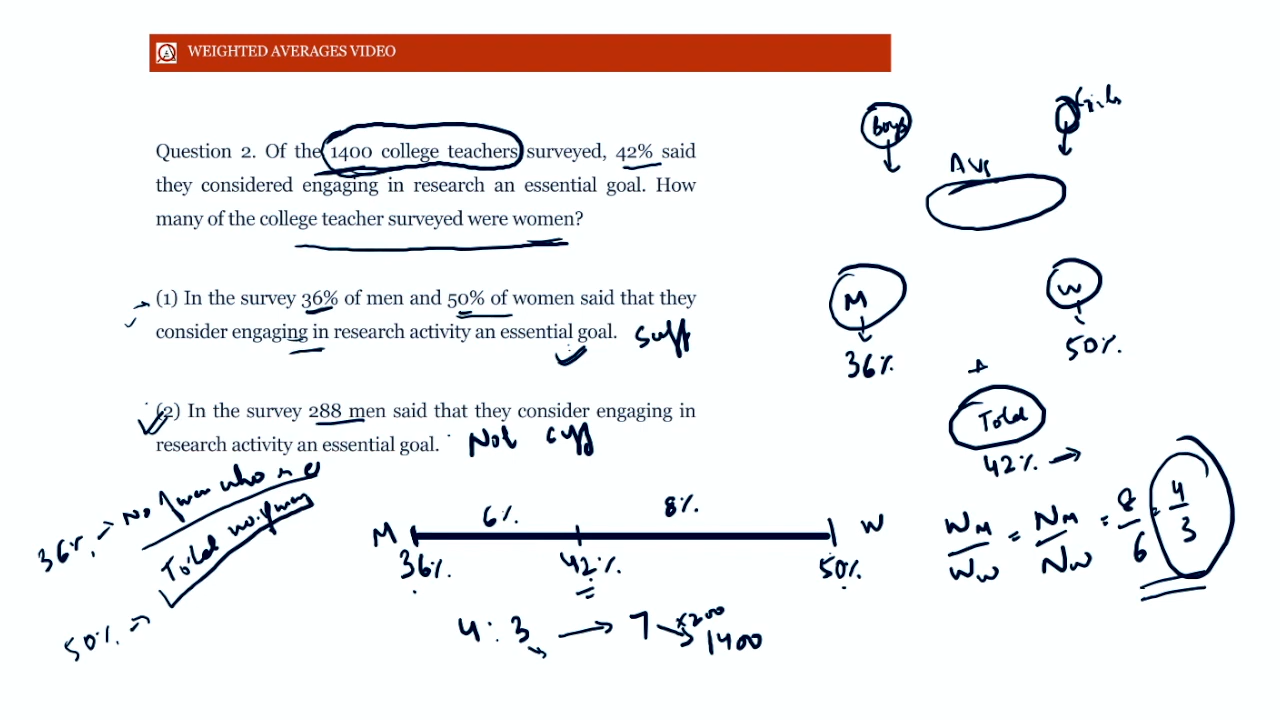 WEIGHTED AVERAGES VIDEO
Question 2. Of the 1400 college teachers surveyed, 42% said
they considered engaging in research an essential goal. How
many of the college teacher surveyed were women?
(1) In the survey 36% of men and 50% of women said that they
consider engaging in research activity an essential goal. Suff
(2) In the survey 288 men said that they consider engaging in
research activity an essential goal. Not suff
Boys
Girls
Avg
M
W
36%
50%.
Total
42% →
36%. → No of men who
Total no. of men
50% →
M 6% 8% W
36%. 42%. 50%.
4 : 3 → 7 ×200 1400
W_M/W_W = N_M/N_W = 8/6 = 4/3